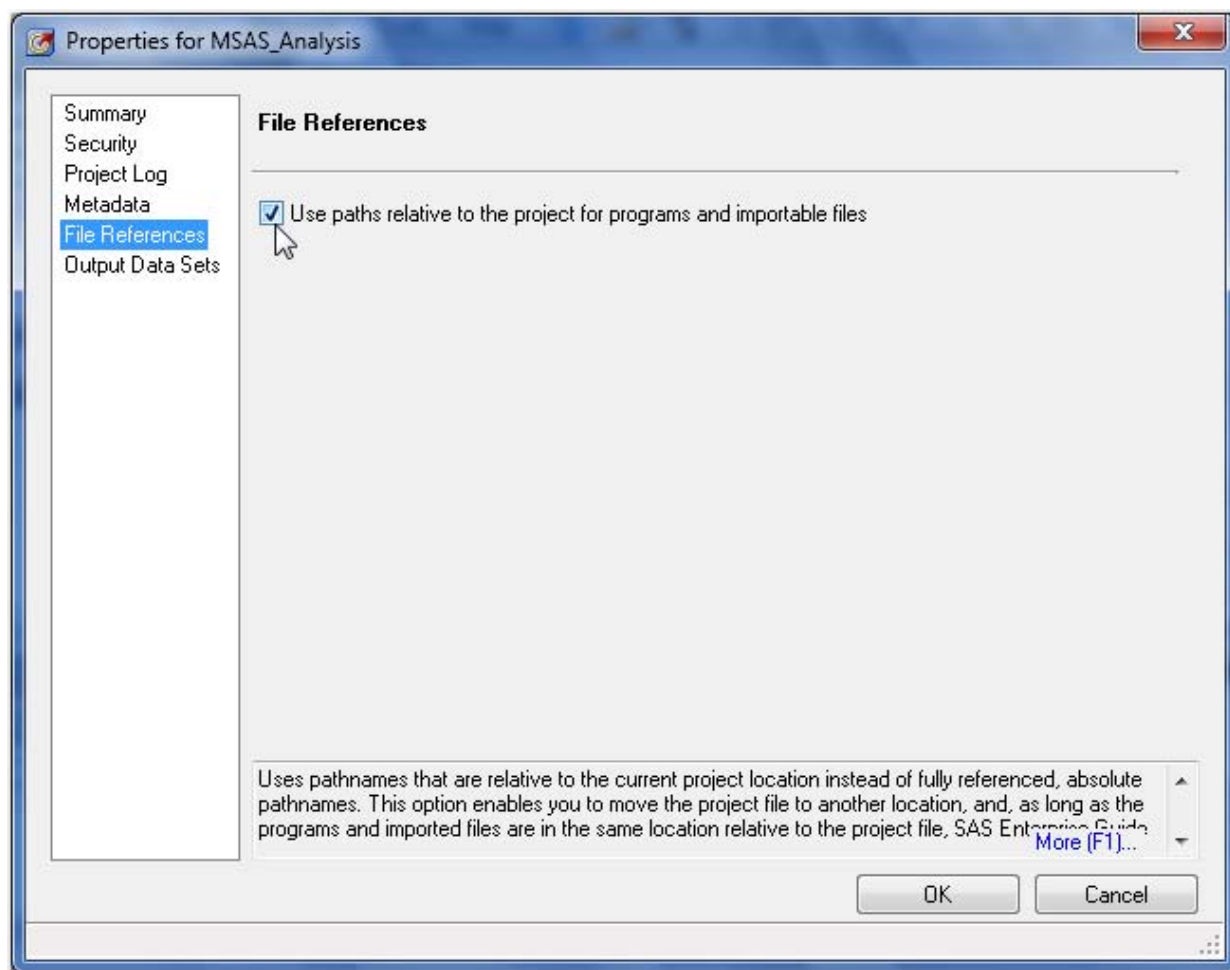 Properties for MSAS_Analysis
Summary
Security
Project Log
Metadata
File References
Output Data Sets
File References
Use paths relative to the project for programs and importable files
Uses pathnames that are relative to the current project location instead of fully referenced, absolute
pathnames. This option enables you to move the project file to another location, and, as long as the
programs and imported files are in the same location relative to the project file, SAS Enterprise Guide
More (F1)...
OK
Cancel